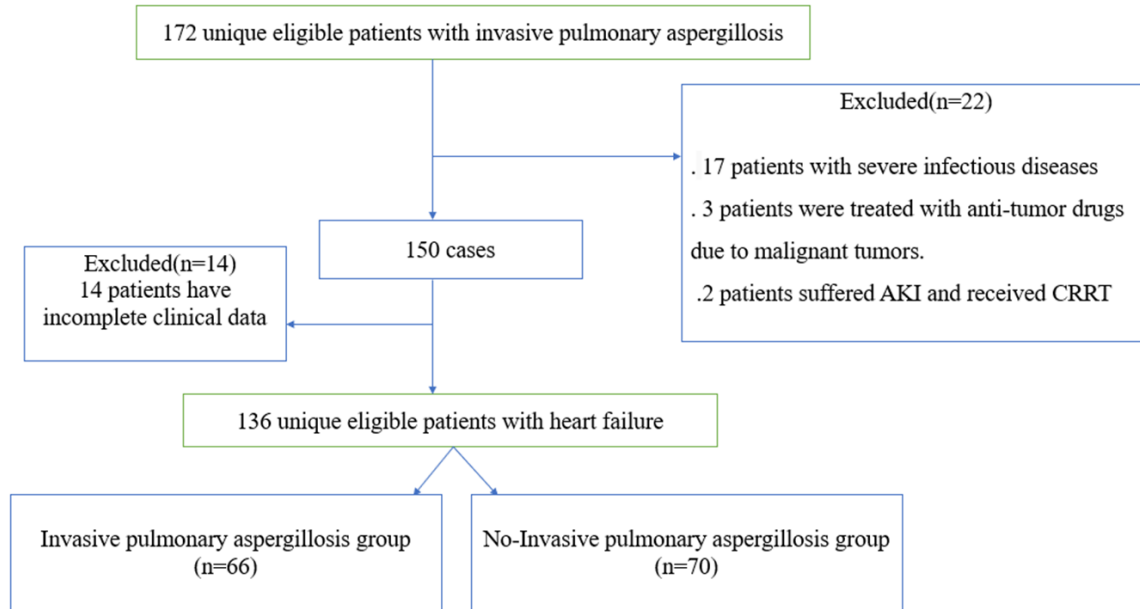 172 unique eligible patients with invasive pulmonary aspergillosis
Excluded(n=22)
. 17 patients with severe infectious diseases
. 3 patients were treated with anti-tumor drugs
due to malignant tumors.
.2 patients suffered AKI and received CRRT
150 cases
Excluded(n=14)
14 patients have
incomplete clinical data
136 unique eligible patients with heart failure
Invasive pulmonary aspergillosis group
(n=66)
No-Invasive pulmonary aspergillosis group
(n=70)